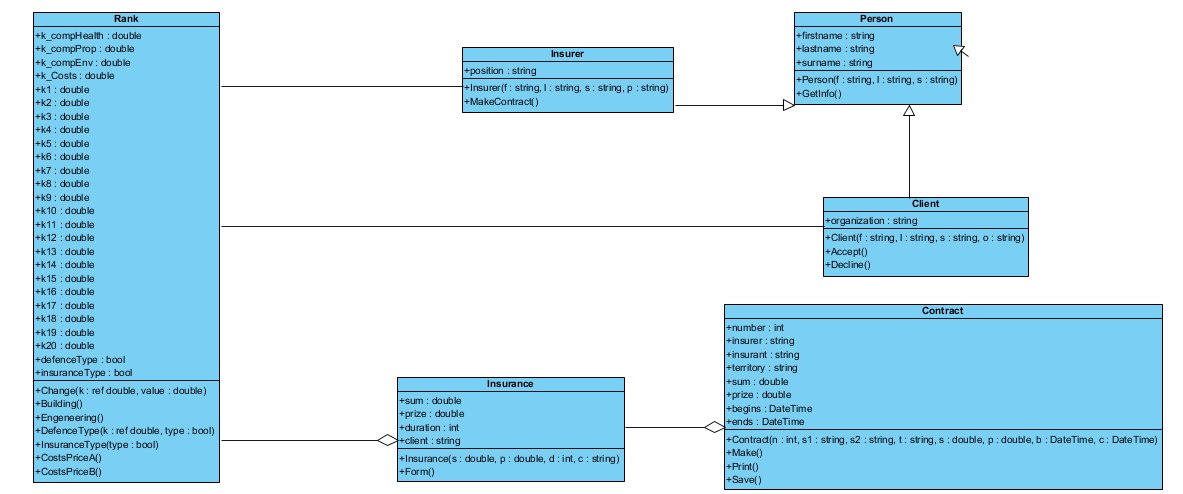 Rank
+k_compHealth : double
+k_compProp : double
+k_compEnv : double
+k_Costs : double
+k1 : double
+k2 : double
+k3 : double
+k4 : double
+k5 : double
+k6 : double
+k7 : double
+k8 : double
+k9 : double
+k10 : double
+k11 : double
+k12 : double
+k13 : double
+k14 : double
+k15 : double
+k16 : double
+k17 : double
+k18 : double
+k19 : double
+k20 : double
+defenceType : bool
+insuranceType : bool
+Change(k : ref double, value : double)
+Building()
+Engeneering()
+DefenceType(k : ref double, type : bool)
+InsuranceType(type : bool)
+CostsPriceA()
+CostsPriceB()
Insurer
+position : string
+Insurer(f : string, l : string, s : string, p : string)
+MakeContract()
Person
+firstname : string
+lastname : string
+surname : string
+Person(f : string, l : string, s : string)
+GetInfo()
Client
+organization : string
+Client(f : string, l : string, s : string, o : string)
+Accept()
+Decline()
Insurance
+sum : double
+prize : double
+duration : int
+client : string
+Insurance(s : double, p : double, d : int, c : string)
+Form()
Contract
+number : int
+insurer : string
+insurant : string
+territory : string
+sum : double
+prize : double
+begins : DateTime
+ends : DateTime
+Contract(n : int, s1 : string, s2 : string, t : string, s : double, p : double, b : DateTime, c : DateTime)
+Make()
+Print()
+Save()